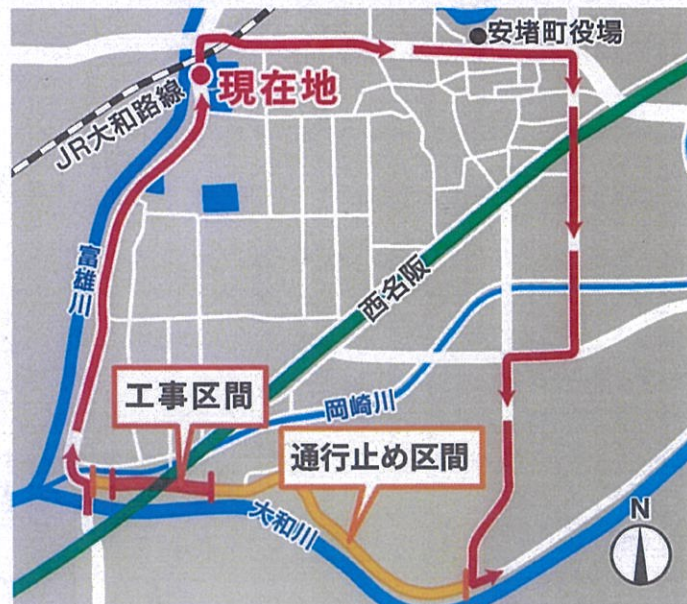 安堵町役場
現在地
JR大和路線
富雄川
西名阪
工事区間
岡崎川
通行止め区間
大和川
N